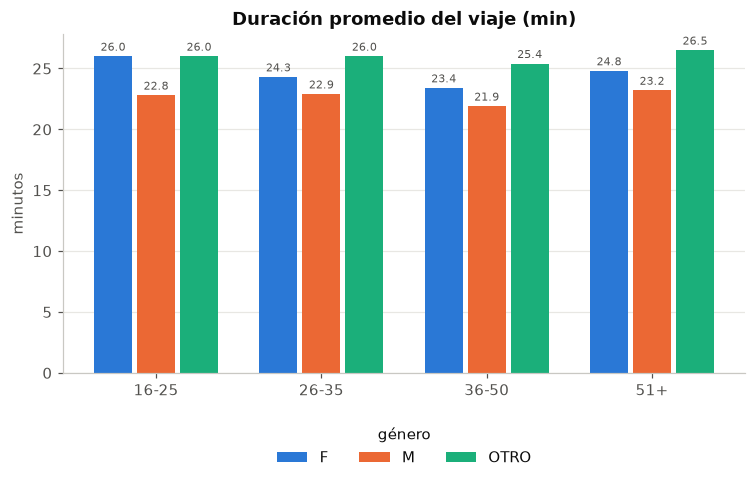 Duración promedio del viaje (min)
minutos
25
20
15
10
5
0
26.0 22.8 26.0
24.3 22.9 26.0
23.4 21.9 25.4
24.8 23.2 26.5
16-25 26-35 36-50 51+
género
F M OTRO